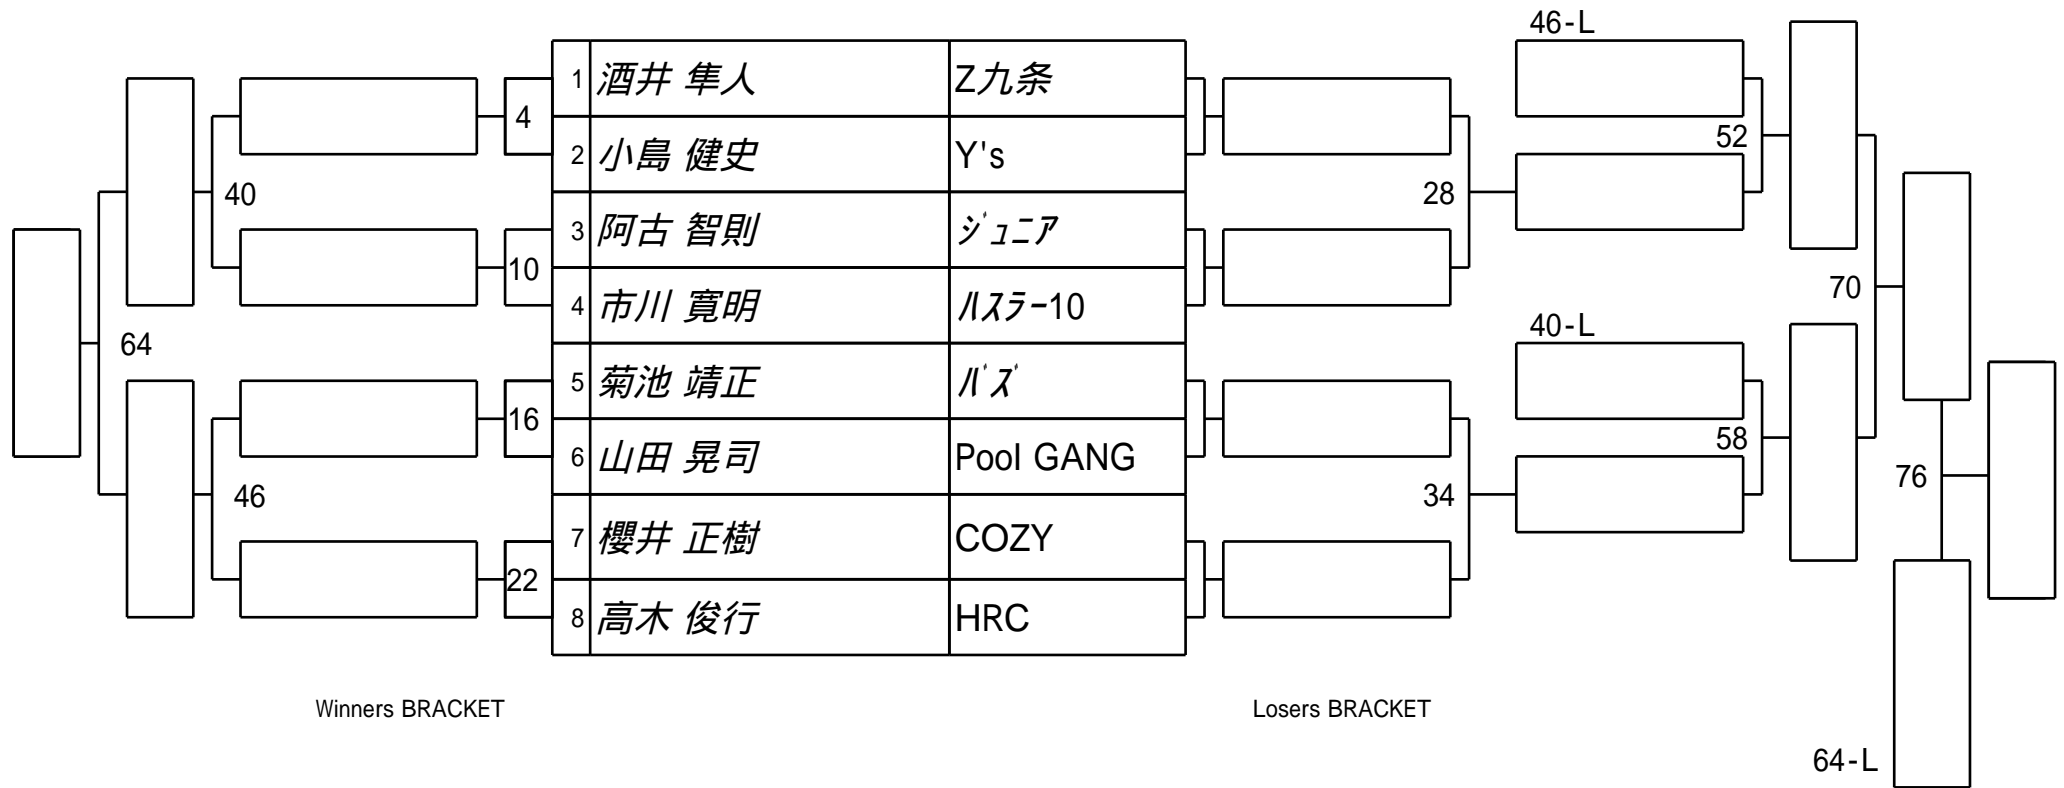 46-L
1 酒井 隼人 Z九条
4
52
2 小島 健史 Y's
40
28
3 阿古 智則 ｼﾞｭﾆｱ
10
4 市川 寛明 ﾊｽﾗｰ10
70
64
40-L
5 菊池 靖正 ﾊﾞｽﾞ
16
58
6 山田 晃司 Pool GANG
76
46
34
7 櫻井 正樹 COZY
22
8 高木 俊行 HRC
Winners BRACKET
Losers BRACKET
64-L